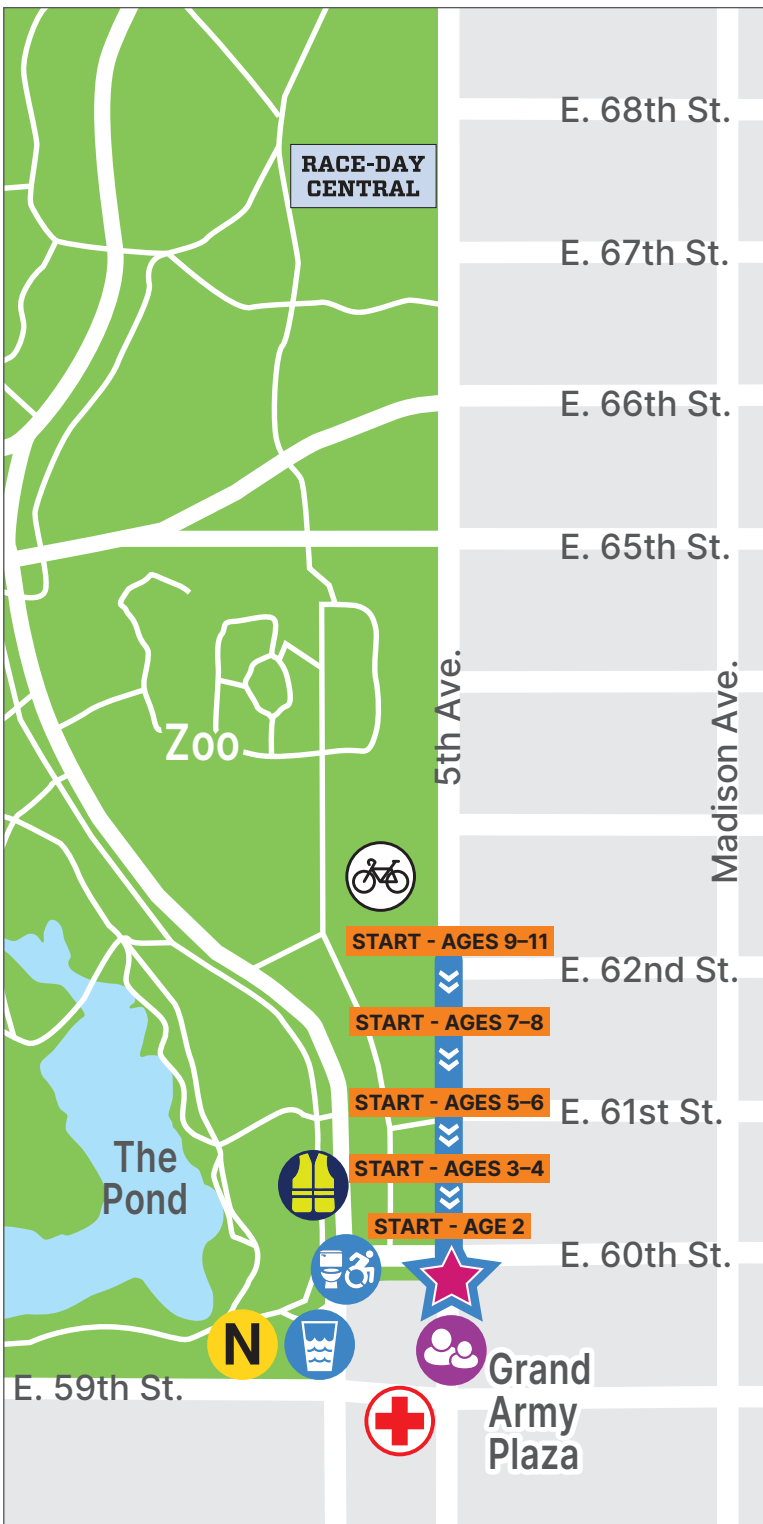 E. 68th St.
RACE-DAY
CENTRAL
E. 67th St.
E. 66th St.
E. 65th St.
5th Ave.
Madison Ave.
Zoo
START - AGES 9–11
E. 62nd St.
START - AGES 7–8
START - AGES 5–6
E. 61st St.
The
Pond
START - AGES 3–4
START - AGE 2
E. 60th St.
N
Grand
Army
Plaza
E. 59th St.